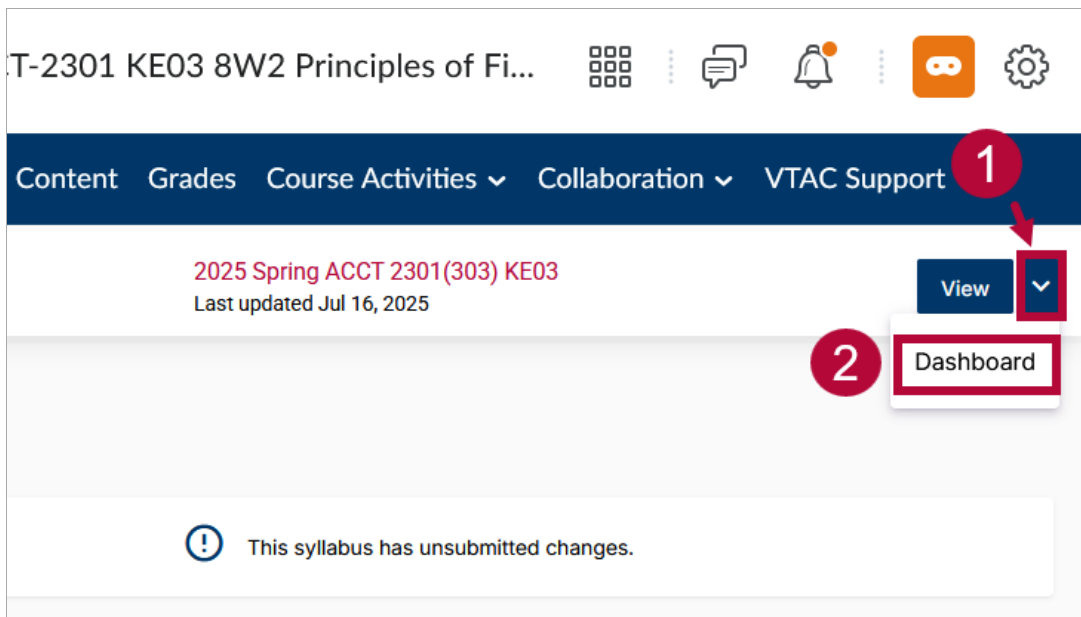 :T-2301 KE03 8W2 Principles of Fi...
Content Grades Course Activities Collaboration VTAC Support
1
2025 Spring ACCT 2301(303) KE03
Last updated Jul 16, 2025
View
2
Dashboard
This syllabus has unsubmitted changes.